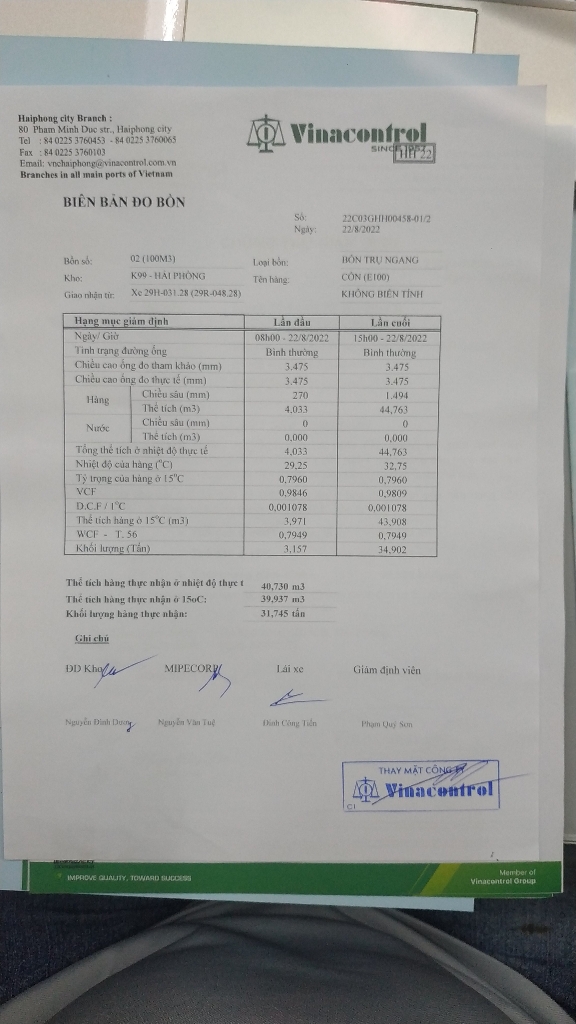 Haiphong city Branch :
80 Pham Minh Duc str., Haiphong city
Tel : 84 0225 3760453 - 84 0225 3760065
Fax : 84 0225 3760103
Email: vnchaiphong@vinacontrol.com.vn
Branches in all main ports of Vietnam
Vinacontrol
SINCE 1957
HH 22
BIÊN BẢN ĐO BỒN
Số: 22C03GHH00458-01/2
Ngày: 22/8/2022
Bồn số: 02 (100M3) Loại bồn: BỒN TRỤ NGANG
Kho: K99 - HẢI PHÒNG Tên hàng: CỒN (E100)
Giao nhận từ: Xe 29H-031.28 (29R-048.28) KHÔNG BIẾN TÍNH
Hạng mục giám định Lần đầu Lần cuối
Ngày/ Giờ 08h00 - 22/8/2022 15h00 - 22/8/2022
Tình trạng đường ống Bình thường Bình thường
Chiều cao ống đo tham khảo (mm) 3.475 3.475
Chiều cao ống đo thực tế (mm) 3.475 3.475
Hàng Chiều sâu (mm) 270 1.494
Thể tích (m3) 4,033 44,763
Nước Chiều sâu (mm) 0 0
Thể tích (m3) 0,000 0,000
Tổng thể tích ở nhiệt độ thực tế 4,033 44,763
Nhiệt độ của hàng (°C) 29,25 32,75
Tỷ trọng của hàng ở 15°C 0,7960 0,7960
VCF 0,9846 0,9809
D.C.F / 1°C 0,001078 0,001078
Thể tích hàng ở 15°C (m3) 3,971 43,908
WCF - T. 56 0,7949 0,7949
Khối lượng (Tấn) 3,157 34,902
Thể tích hàng thực nhận ở nhiệt độ thực t 40,730 m3
Thể tích hàng thực nhận ở 15oC: 39,937 m3
Khối lượng hàng thực nhận: 31,745 tấn
Ghi chú
ĐD Kho MIPECORP Lái xe Giám định viên
Nguyễn Đình Dương Nguyễn Văn Tuệ Đinh Công Tiến Phạm Quý Sơn
THAY MẶT CÔNG TY
Vinacontrol
C1
IMPROVE QUALITY, TOWARD SUCCESS
Member of
Vinacontrol Group